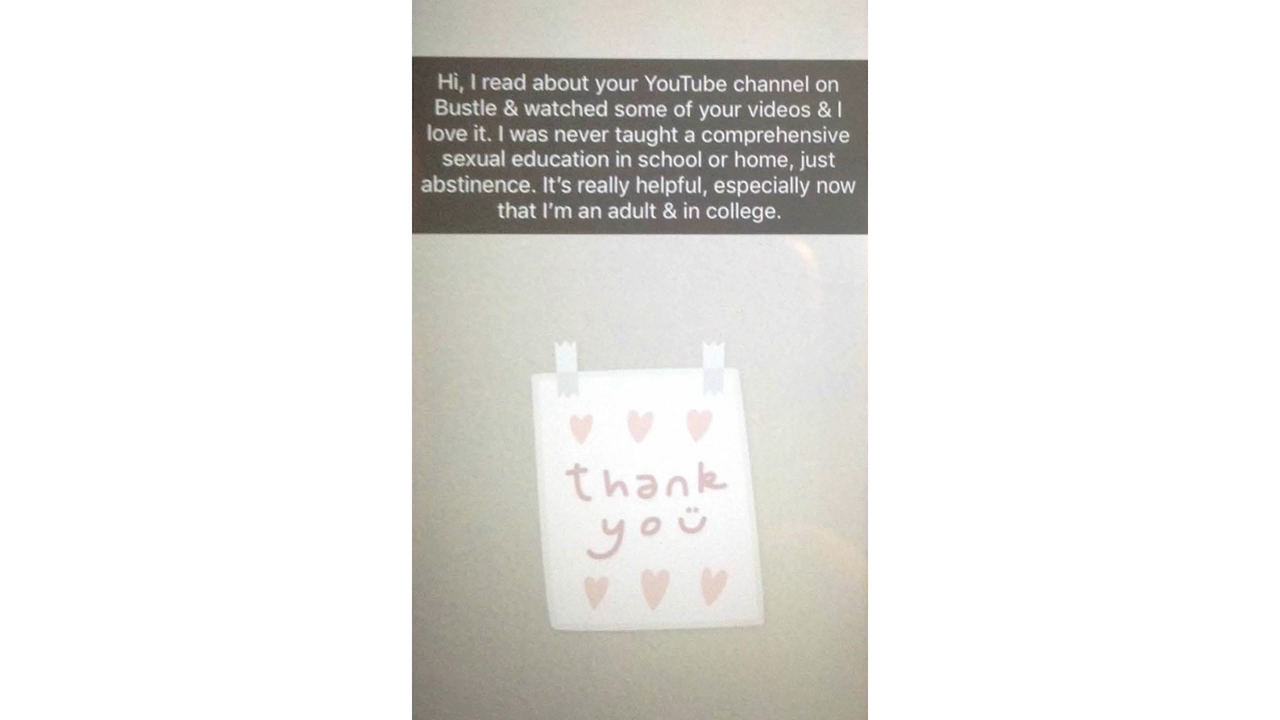 Hi, I read about your YouTube channel on
Bustle & watched some of your videos & I
love it. I was never taught a comprehensive
sexual education in school or home, just
abstinence. It's really helpful, especially now
that I'm an adult & in college.
thank
you